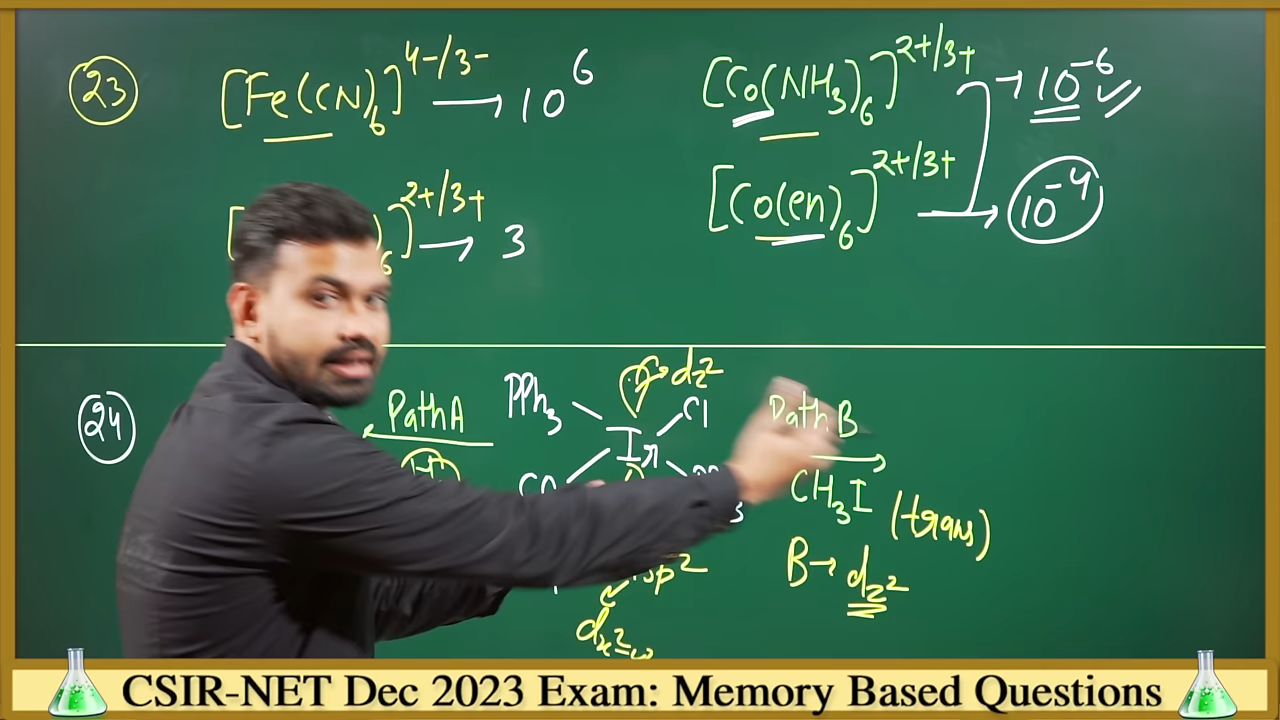 23
[Fe(CN)₆]⁴⁻/³⁻ → 10⁶
[Co(NH₃)₆]²⁺/³⁺ → 10⁻⁶
[ ₆]²⁺/³⁺ → 3
[Co(en)₆]²⁺/³⁺ → 10⁻⁴
24
Path A
PPh₃
Cl
dz²
Ir
Path B
CH₃I
(trans)
B → dz²
CSIR-NET Dec 2023 Exam: Memory Based Questions